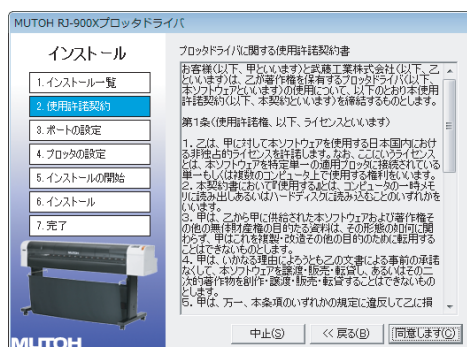 MUTOH RJ-900Xプロッタドライバ
インストール
1.インストール一覧
2.使用許諾契約
3.ポートの設定
4.プロッタの設定
5.インストールの開始
6.インストール
7.完了
MUTOH
プロッタドライバに関する使用許諾契約書
お客様(以下、甲といいます)と武藤工業株式会社(以下、乙
といいます)は、乙が著作権を保有するプロッタドライバ(以下、
本ソフトウェアといいます)の使用について、以下のとおり本使用
許諾契約(以下、本契約といいます)を締結するものとします。
第1条(使用許諾権、以下、ライセンスといいます)
1. 乙は、甲に対して本ソフトウェアを使用する日本国内におけ
る非独占的ライセンスを許諾します。なお、ここにいうライセンス
とは、本ソフトウェアを特定単一の適用プロッタに接続されている
単一もしくは複数のコンピュータ上で使用する権利をいいます。
2. 本契約書において『使用する』とは、コンピュータの一時メモ
リに読み出しあるいはハードディスクに読み込むことのいずれかを
いいます。
3. 甲は、乙から甲に供給された本ソフトウェアおよび著作権そ
の他の無体財産権の目的たる資料は、その形態の如何に関
わらず、甲はこれを複製・改造その他の目的のために転用する
ことはできないものとします。
4. 甲は、いかなる理由によろうとも乙の文書による事前の承諾
なくして、本ソフトウェアを譲渡・販売・転貸し、あるいはその二
次的著作物を創作・譲渡・販売・転貸することはできないもの
とします。
5. 甲は、万一、本条項のいずれかの規定に違反して乙に損
中止(S)
<< 戻る(B)
同意します(C)